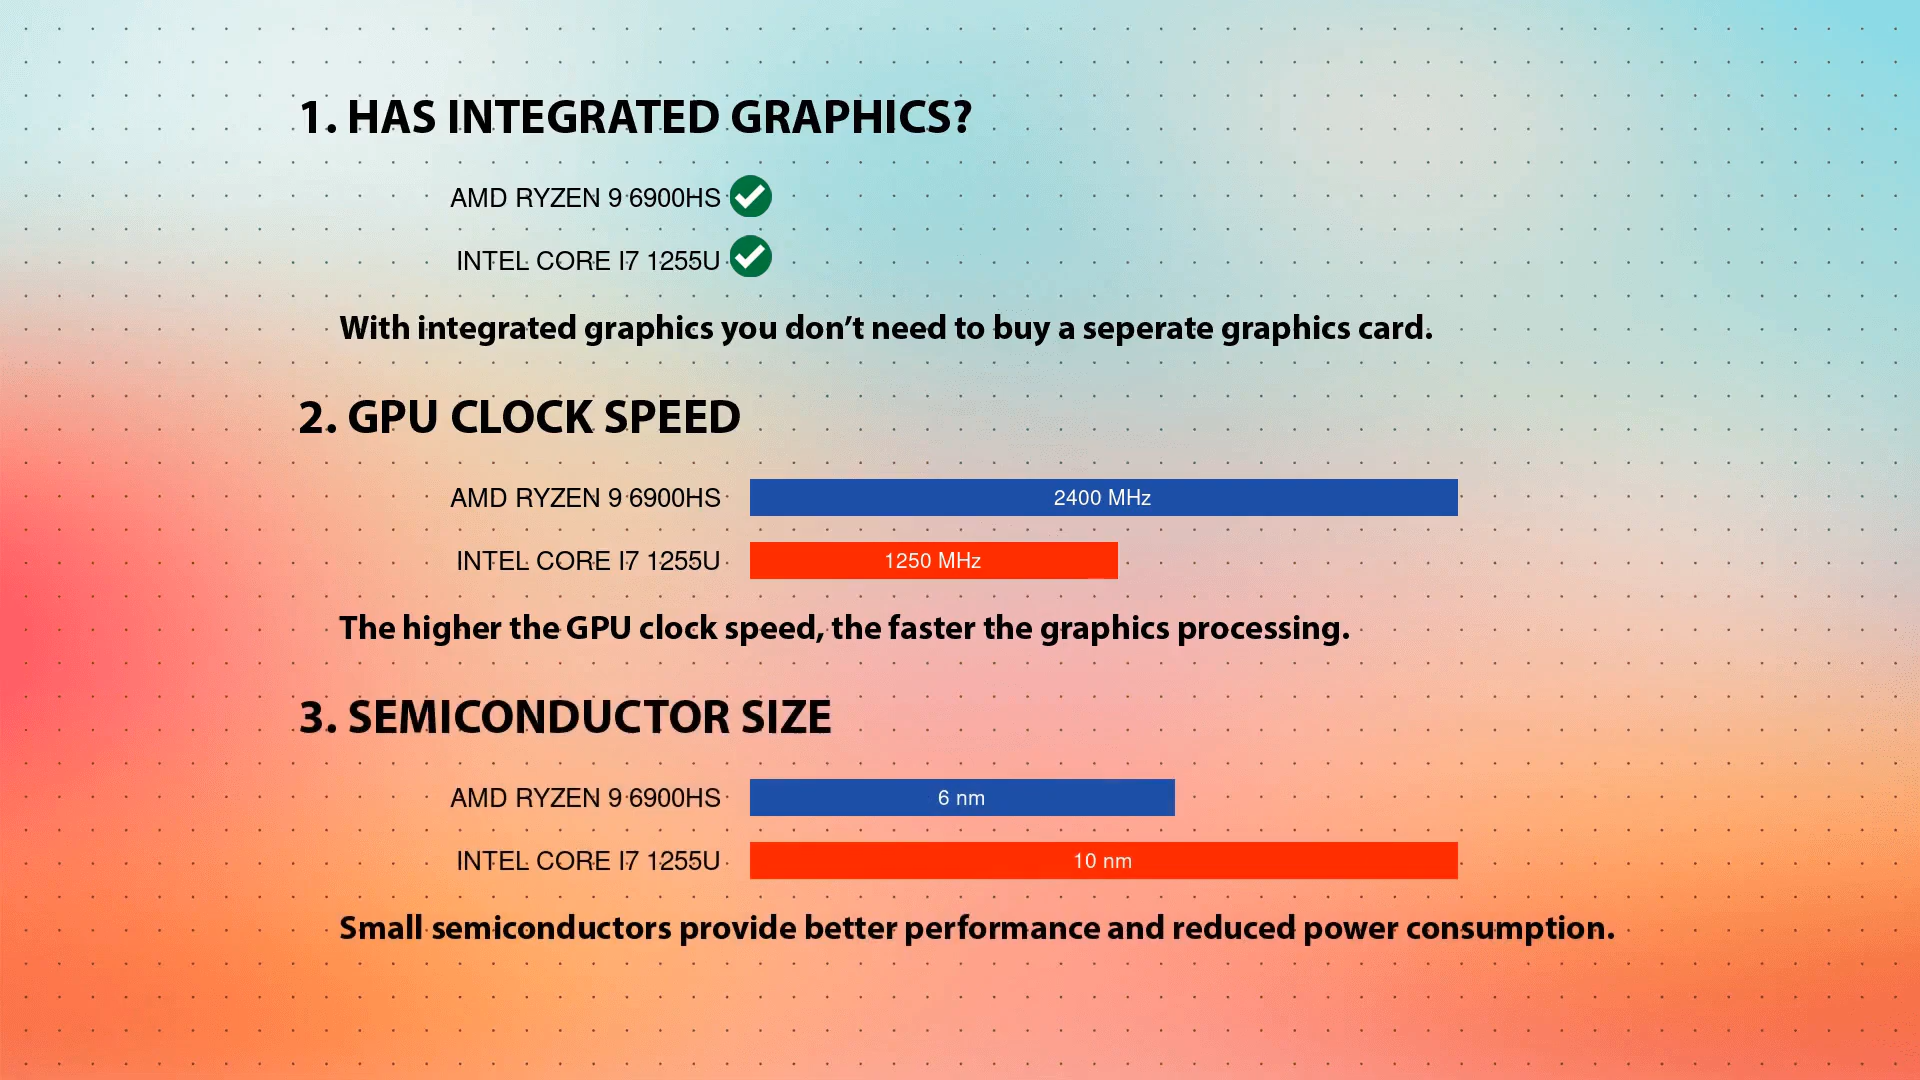 1. HAS INTEGRATED GRAPHICS?
AMD RYZEN 9 6900HS
INTEL CORE I7 1255U
With integrated graphics you don’t need to buy a seperate graphics card.
2. GPU CLOCK SPEED
AMD RYZEN 9 6900HS 2400 MHz
INTEL CORE I7 1255U 1250 MHz
The higher the GPU clock speed, the faster the graphics processing.
3. SEMICONDUCTOR SIZE
AMD RYZEN 9 6900HS 6 nm
INTEL CORE I7 1255U 10 nm
Small semiconductors provide better performance and reduced power consumption.